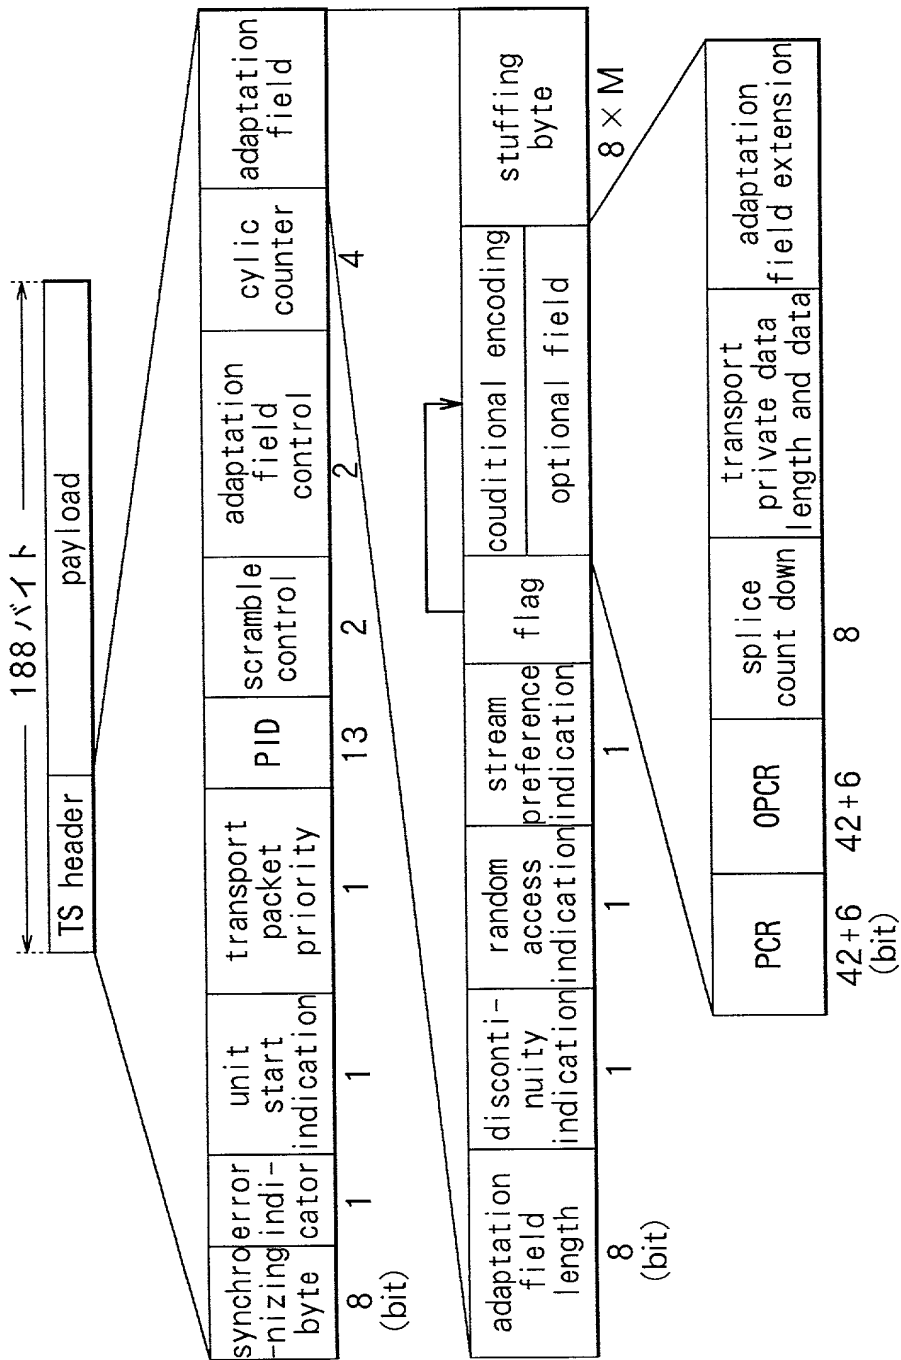 188バイト
TS header
payload
synchro
-nizing
byte
error
indi-
cator
unit
start
indication
transport
packet
priority
PID
scramble
control
adaptation
field
control
cylic
counter
adaptation
field
8
(bit)
1
1
1
13
2
2
4
adaptation
field
length
disconti-
nuity
indication
random
access
indication
stream
preference
indication
flag
couditional encoding
optional field
stuffing
byte
8
(bit)
1
1
1
8 × M
PCR
OPCR
splice
count down
transport
private data
length and data
adaptation
field extension
42+6
(bit)
42+6
8